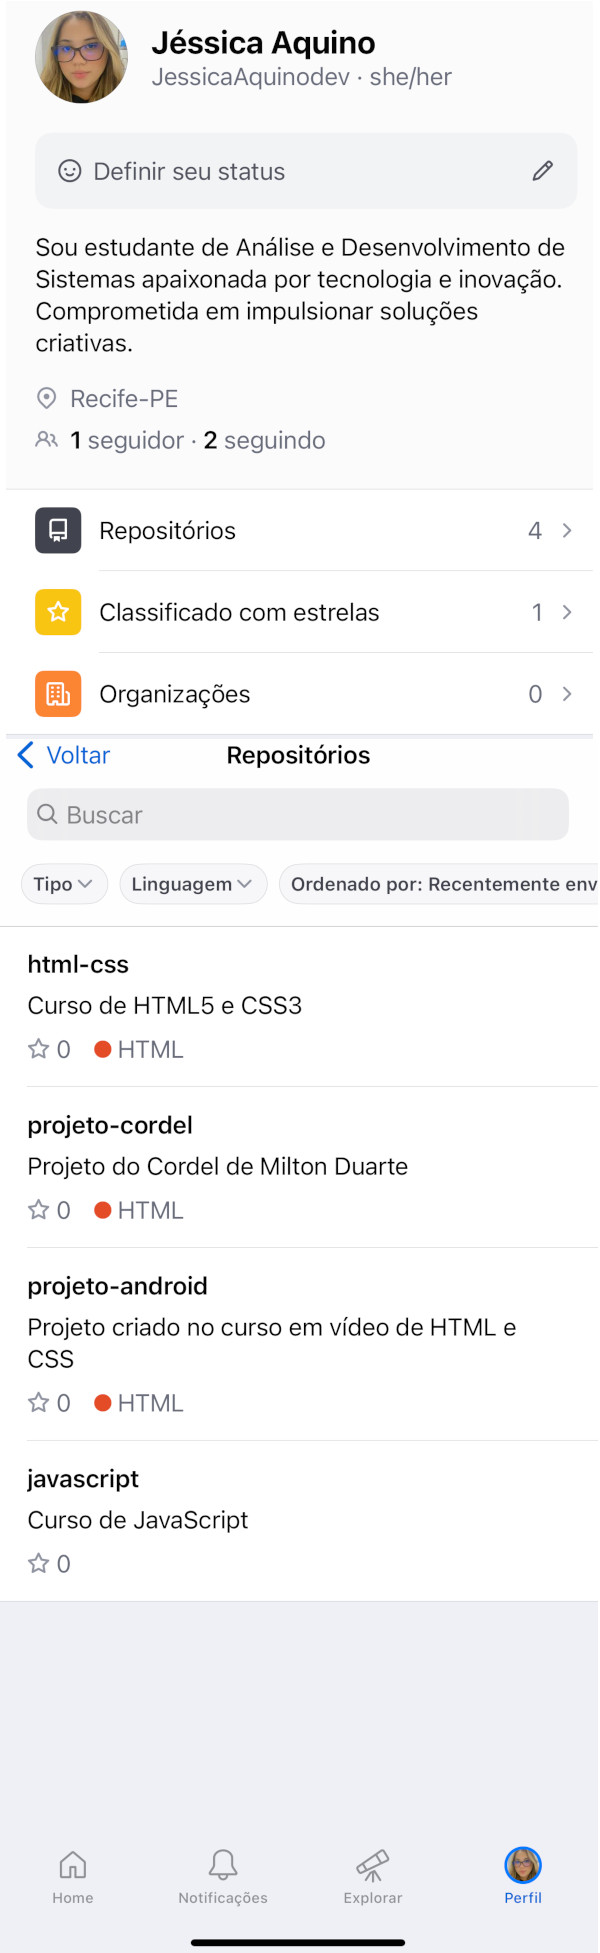 Jéssica Aquino
JessicaAquinodev · she/her
Definir seu status
Sou estudante de Análise e Desenvolvimento de
Sistemas apaixonada por tecnologia e inovação.
Comprometida em impulsionar soluções
criativas.
Recife-PE
1 seguidor · 2 seguindo
Repositórios 4
Classificado com estrelas 1
Organizações 0
Voltar Repositórios
Buscar
Tipo Linguagem Ordenado por: Recentemente env
html-css
Curso de HTML5 e CSS3
0 HTML
projeto-cordel
Projeto do Cordel de Milton Duarte
0 HTML
projeto-android
Projeto criado no curso em vídeo de HTML e
CSS
0 HTML
javascript
Curso de JavaScript
0
Home Notificações Explorar Perfil